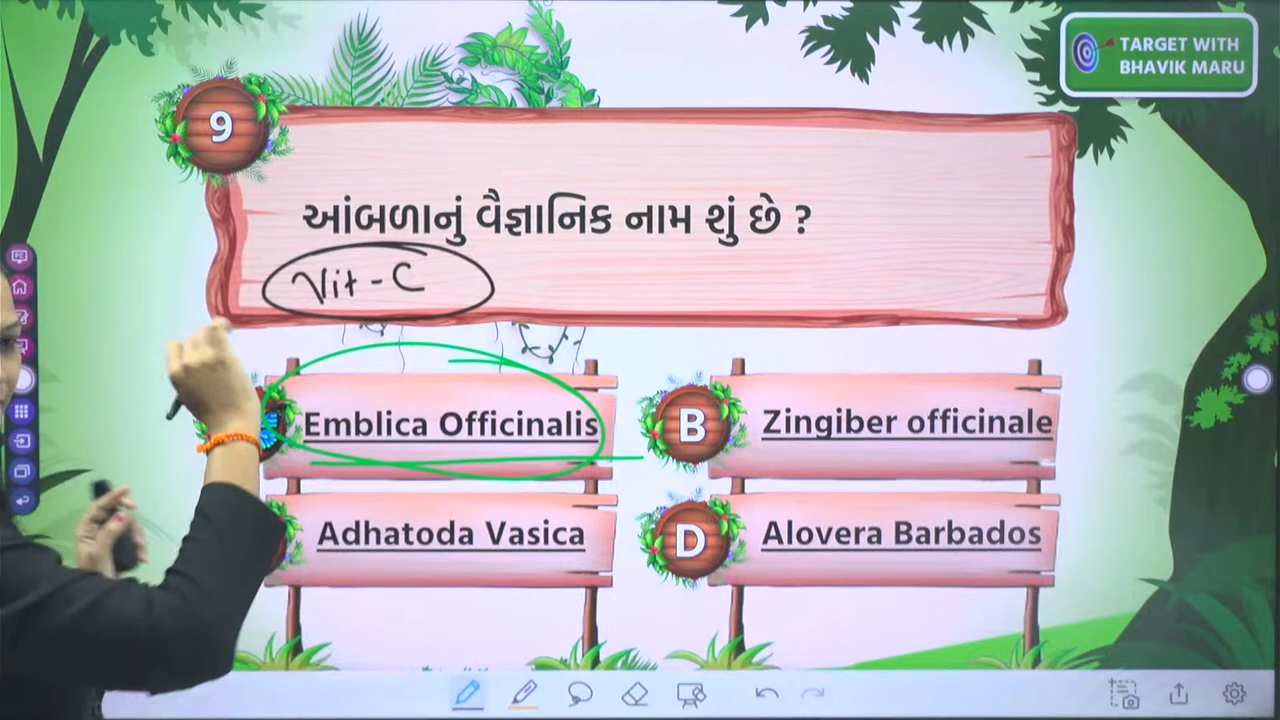 TARGET WITH
BHAVIK MARU
9
આંબળાનું વૈજ્ઞાનિક નામ શું છે ?
Vit - C
Emblica Officinalis
B
Zingiber officinale
Adhatoda Vasica
D
Alovera Barbados